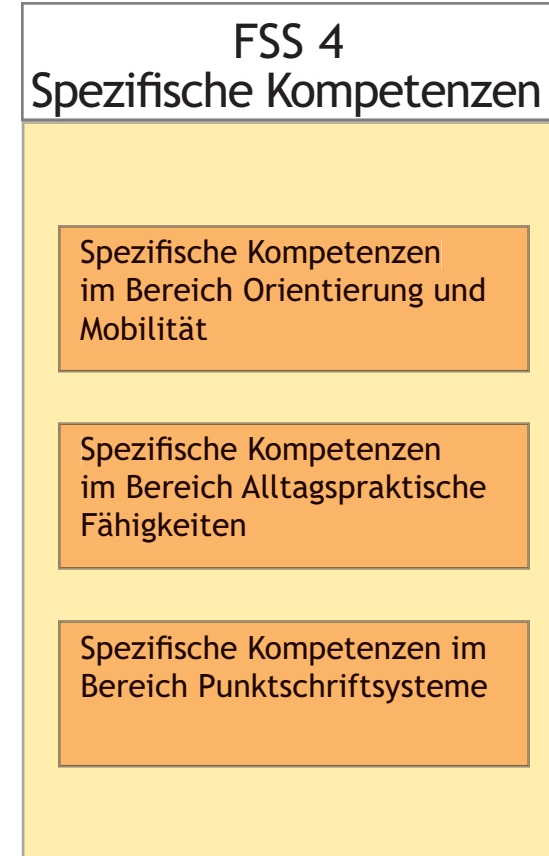 FSS 4
Spezifische Kompetenzen
Spezifische Kompetenzen
im Bereich Orientierung und
Mobilität
Spezifische Kompetenzen
im Bereich Alltagspraktische
Fähigkeiten
Spezifische Kompetenzen im
Bereich Punktschriftsysteme